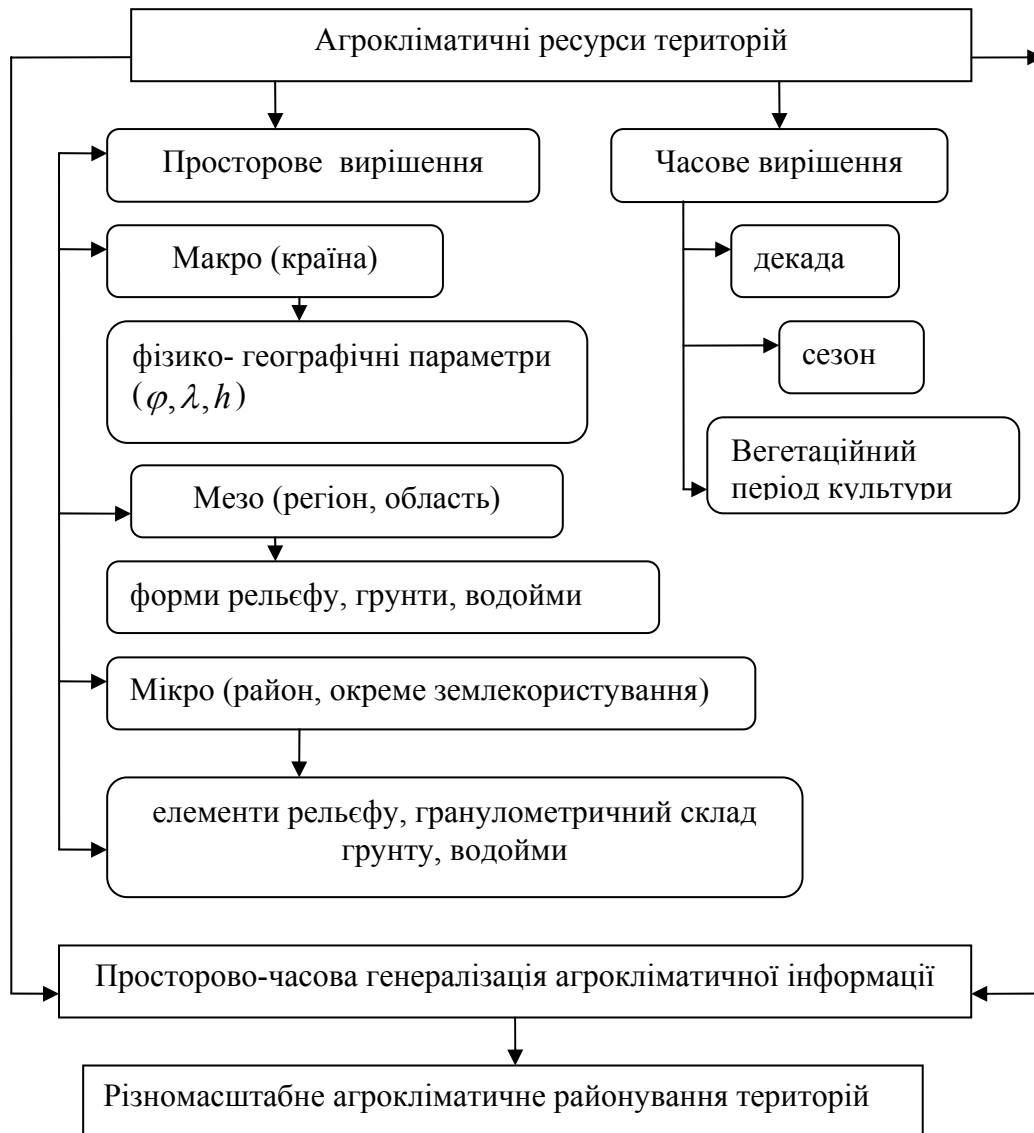 Агрокліматичні ресурси територій
Просторове вирішення
Часове вирішення
Макро (країна)
декада
фізико- географічні параметри
(φ, λ, h)
сезон
Вегетаційний
період культури
Мезо (регіон, область)
форми рельєфу, грунти, водойми
Мікро (район, окреме землекористування)
елементи рельєфу, гранулометричний склад
грунту, водойми
Просторово-часова генералізація агрокліматичної інформації
Різномасштабне агрокліматичне районування територій